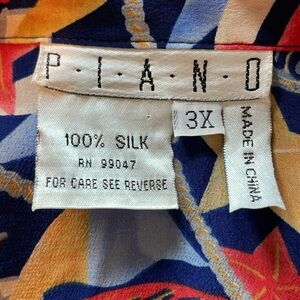 P·I·A·N·O
100% SILK
RN 99047
FOR CARE SEE REVERSE
3X
MADE IN CHINA